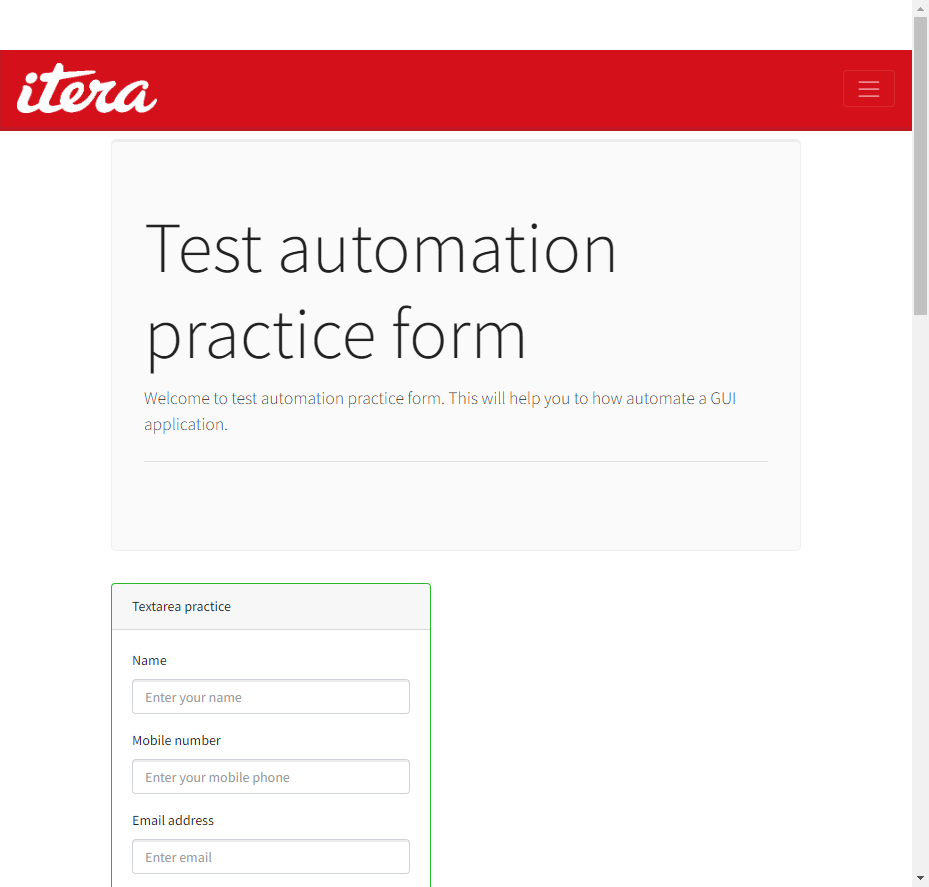 itera
Test automation
practice form
Welcome to test automation practice form. This will help you to how automate a GUI
application.
Textarea practice
Name
Enter your name
Mobile number
Enter your mobile phone
Email address
Enter email